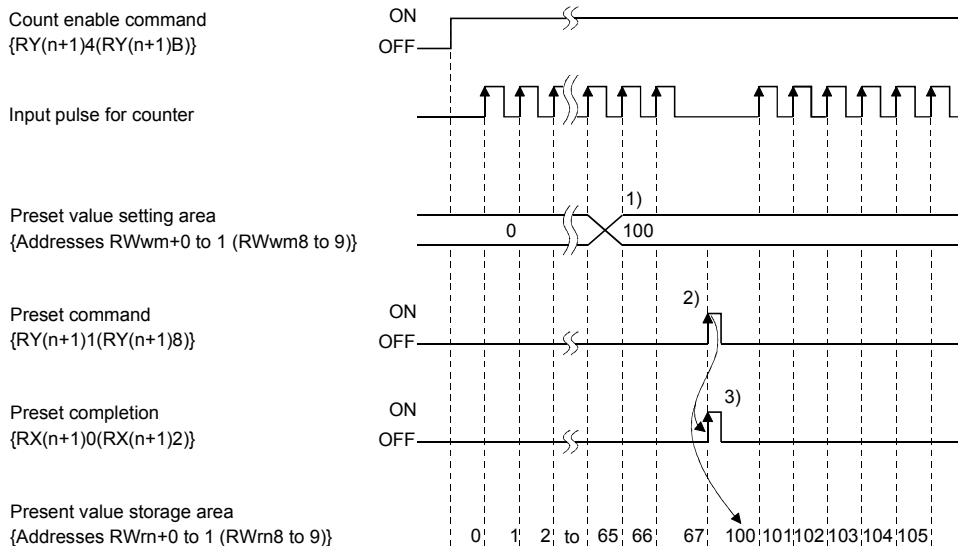 Count enable command ON
{RY(n+1)4(RY(n+1)B)} OFF
Input pulse for counter
1)
Preset value setting area
{Addresses RWwm+0 to 1 (RWwm8 to 9)} 0 100
Preset command ON 2)
{RY(n+1)1(RY(n+1)8)} OFF
Preset completion ON 3)
{RX(n+1)0(RX(n+1)2)} OFF
Present value storage area
{Addresses RWrn+0 to 1 (RWrn8 to 9)} 0 1 2 to 65 66 67 100 101 102 103 104 105